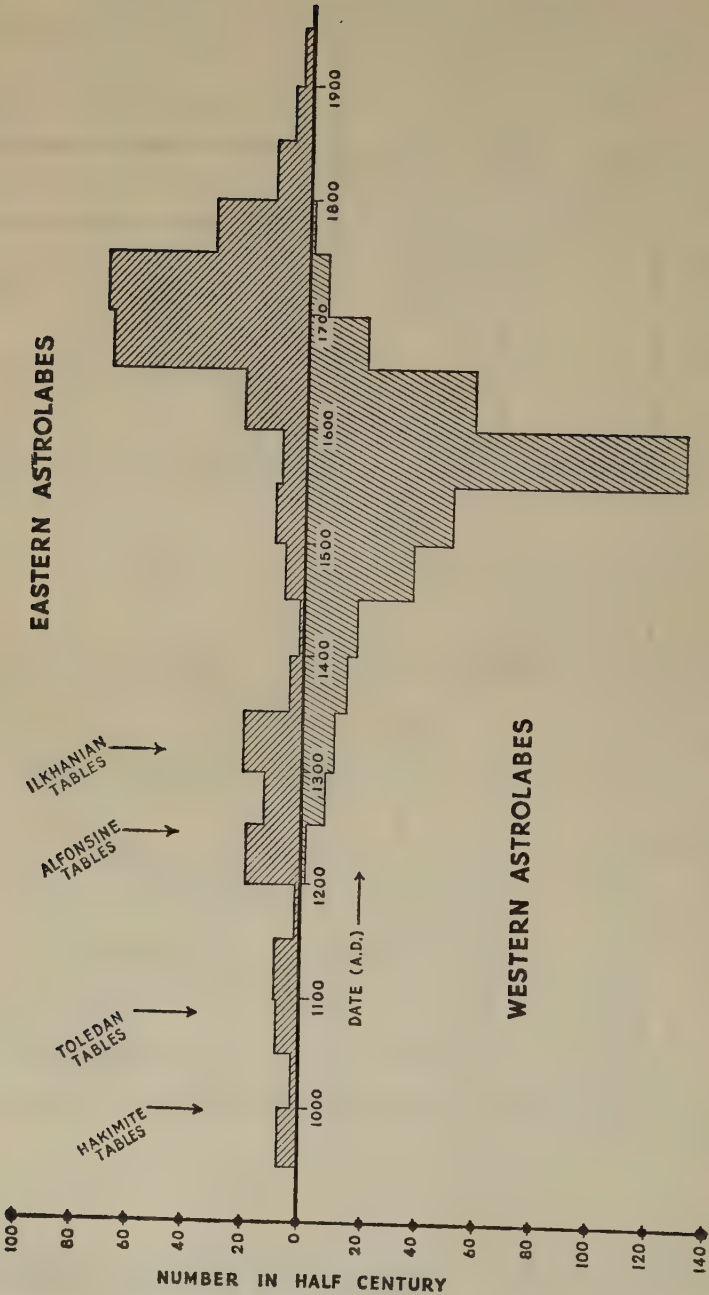 EASTERN ASTROLABES
HAKIMITE
TABLES
TOLEDAN
TABLES
ALFONSINE
TABLES
ILKHANIAN
TABLES
NUMBER IN HALF CENTURY
100
80
60
40
20
0
20
40
60
80
100
120
140
1000
1100
1200
1300
1400
1500
1600
1700
1800
1900
DATE (A.D.)
WESTERN ASTROLABES